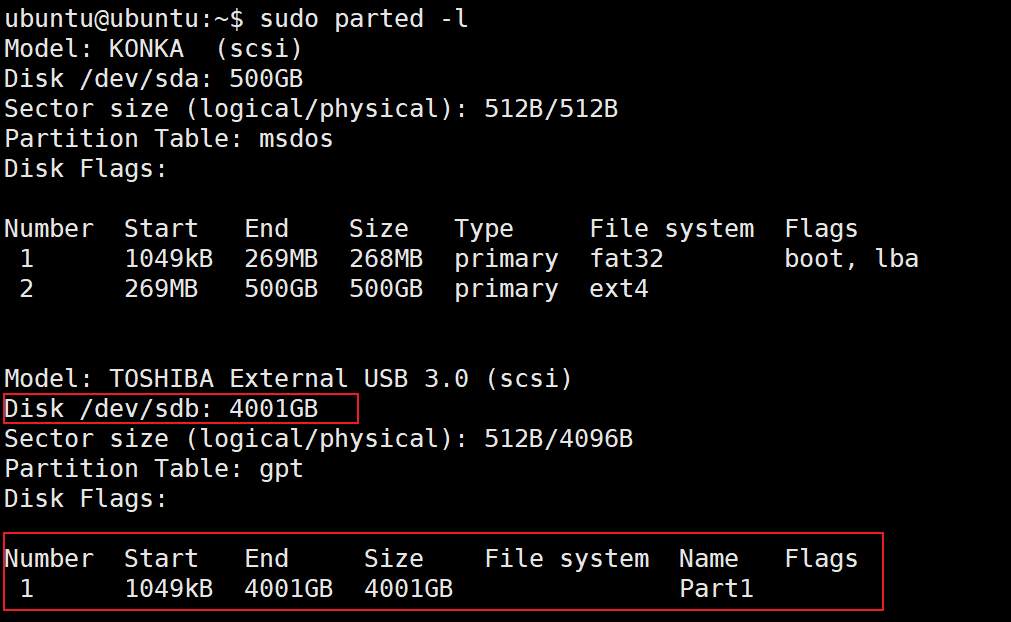 ubuntu@ubuntu:~$ sudo parted -l
Model: KONKA  (scsi)
Disk /dev/sda: 500GB
Sector size (logical/physical): 512B/512B
Partition Table: msdos
Disk Flags:
Number  Start   End    Size   Type     File system  Flags
 1      1049kB  269MB  268MB  primary  fat32        boot, lba
 2      269MB   500GB  500GB  primary  ext4
Model: TOSHIBA External USB 3.0 (scsi)
Disk /dev/sdb: 4001GB
Sector size (logical/physical): 512B/4096B
Partition Table: gpt
Disk Flags:
Number  Start   End     Size    File system  Name   Flags
 1      1049kB  4001GB  4001GB               Part1